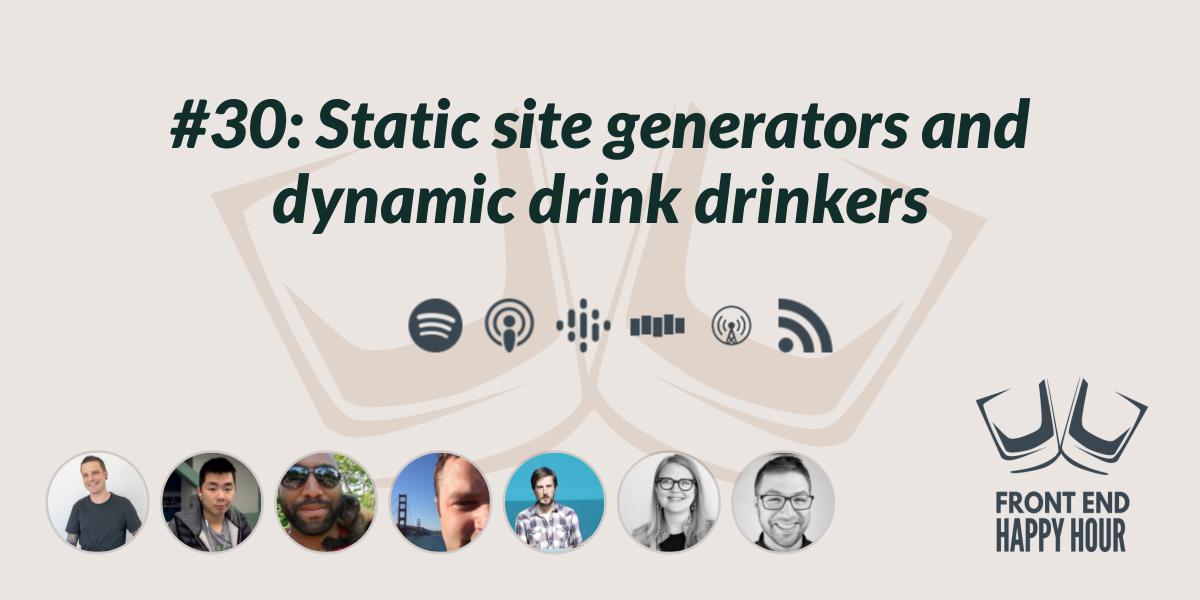 #30: Static site generators and
dynamic drink drinkers
FRONT END
HAPPY HOUR